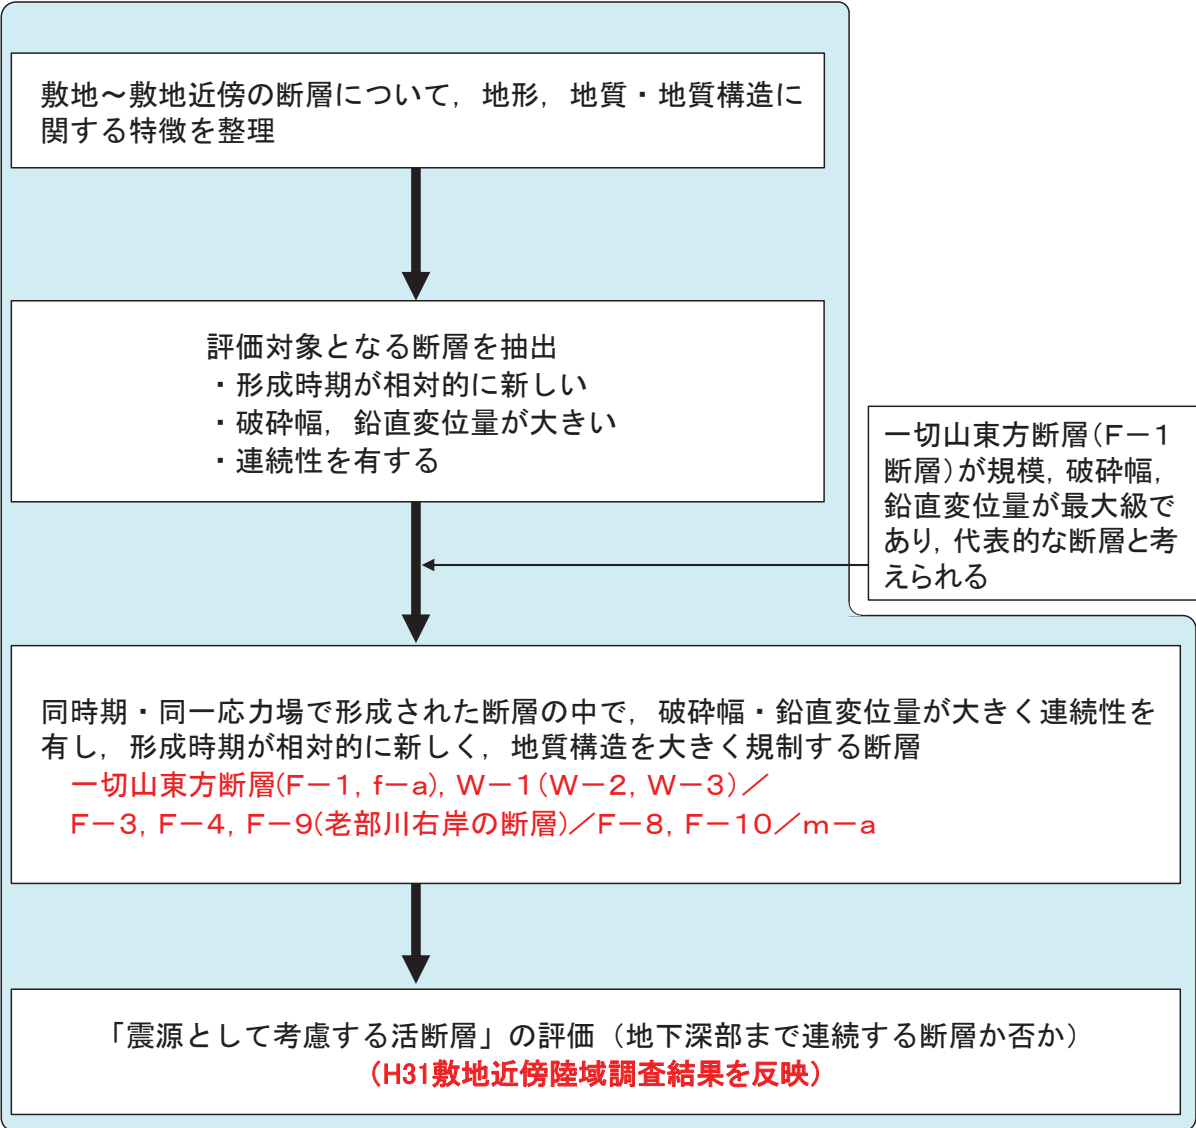 敷地～敷地近傍の断層について，地形，地質・地質構造に
関する特徴を整理
評価対象となる断層を抽出
・形成時期が相対的に新しい
・破砕幅，鉛直変位量が大きい
・連続性を有する
一切山東方断層(F－1
断層)が規模，破砕幅，
鉛直変位量が最大級で
あり，代表的な断層と考
えられる
同時期・同一応力場で形成された断層の中で，破砕幅・鉛直変位量が大きく連続性を
有し，形成時期が相対的に新しく，地質構造を大きく規制する断層
一切山東方断層(F－1，f－a)，W－1(W－2，W－3)／
F－3，F－4，F－9(老部川右岸の断層)／F－8，F－10／m－a
「震源として考慮する活断層」の評価（地下深部まで連続する断層か否か）
（H31敷地近傍陸域調査結果を反映）